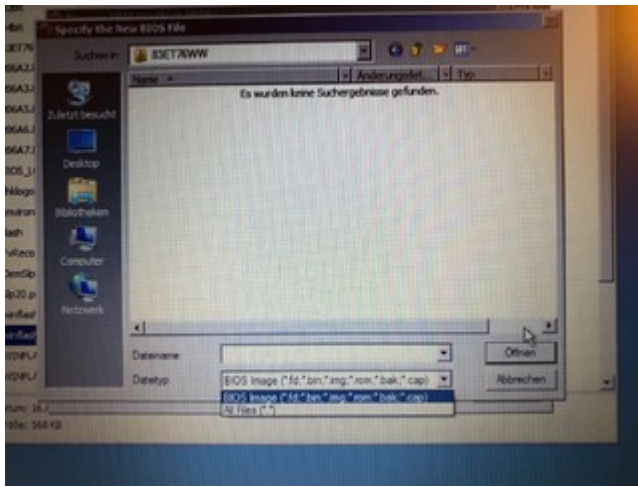 Specify the New BIOS File
Suchen in:
83ET76WW
Name
Änderungsdat...
Typ
Es wurden keine Suchergebnisse gefunden.
Zuletzt besucht
Desktop
Bibliotheken
Computer
Netzwerk
Dateiname:
Öffnen
Dateityp:
BIOS Image (*.fd;*.bin;*.img;*.rom;*.bak;*.cap)
Abbrechen
BIOS Image (*.fd;*.bin;*.img;*.rom;*.bak;*.cap)
All Files (*.*)
568 KB